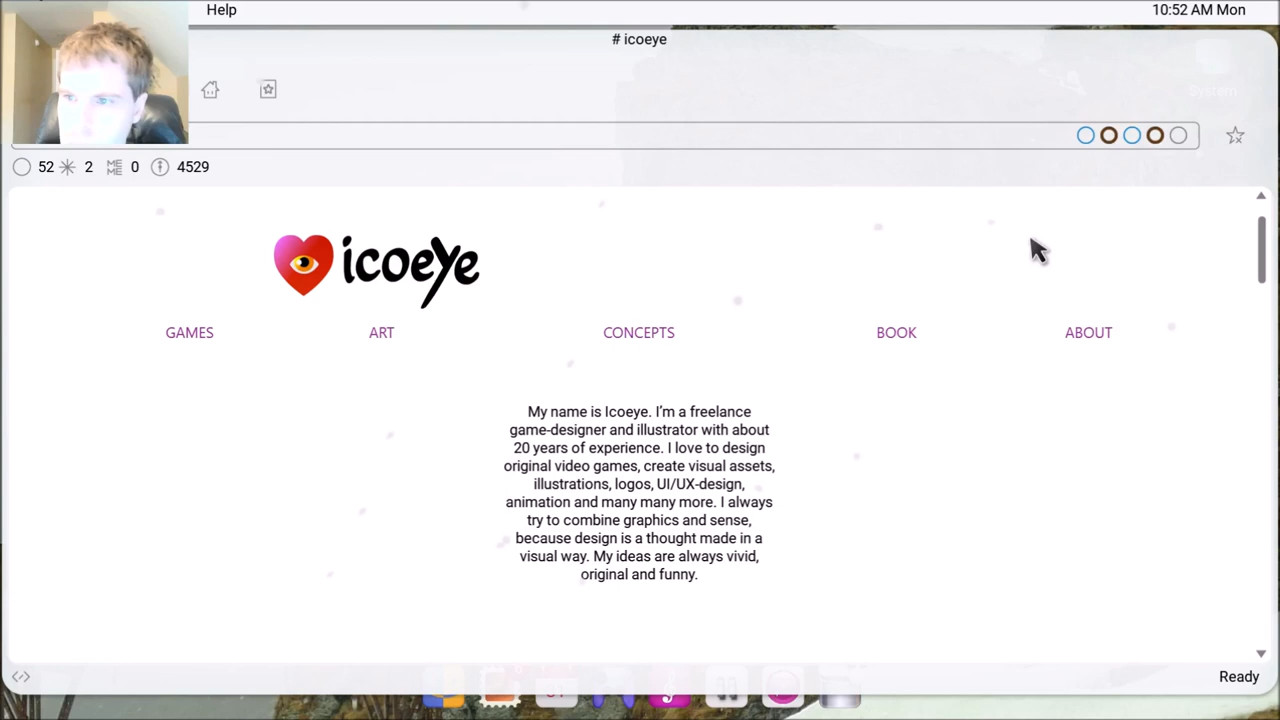 Help
10:52 AM Mon
# icoeye
System
52 2 MEME 0 4529
icoeye
GAMES ART CONCEPTS BOOK ABOUT
My name is Icoeye. I'm a freelance
game-designer and illustrator with about
20 years of experience. I love to design
original video games, create visual assets,
illustrations, logos, UI/UX-design,
animation and many many more. I always
try to combine graphics and sense,
because design is a thought made in a
visual way. My ideas are always vivid,
original and funny.
Ready